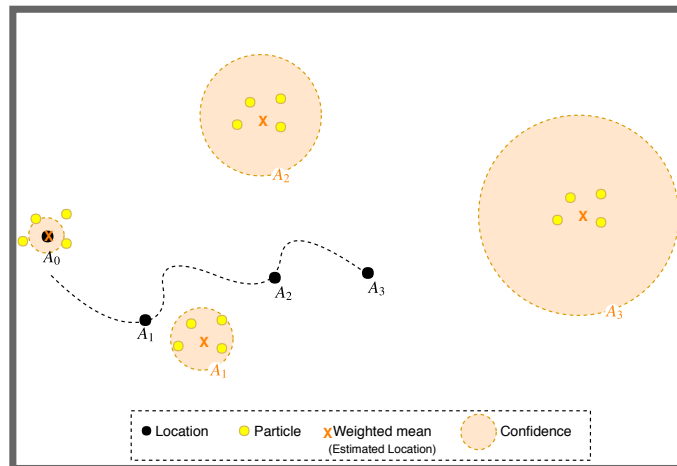 A₂
A₀
A₂
A₃
A₃
A₁
A₁
Location
Particle
Weighted mean
Confidence
(Estimated Location)
X
X
X
X
X